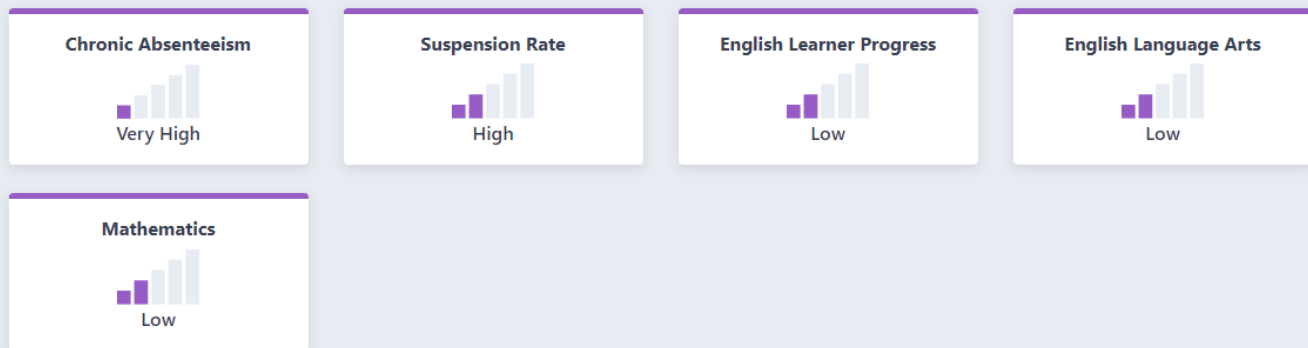 Chronic Absenteeism
Very High
Suspension Rate
High
English Learner Progress
Low
English Language Arts
Low
Mathematics
Low